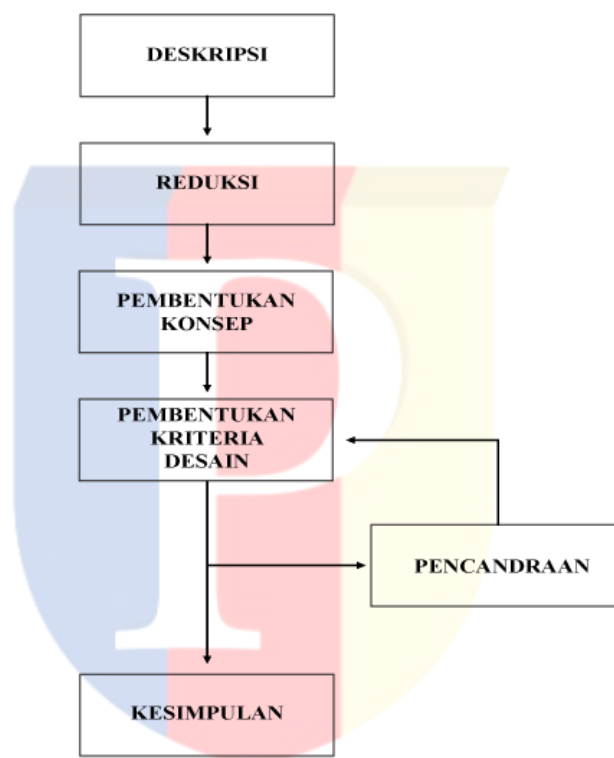 DESKRIPSI
REDUKSI
PEMBENTUKAN
KONSEP
PEMBENTUKAN
KRITERIA
DESAIN
PENCANDRAAN
KESIMPULAN
P